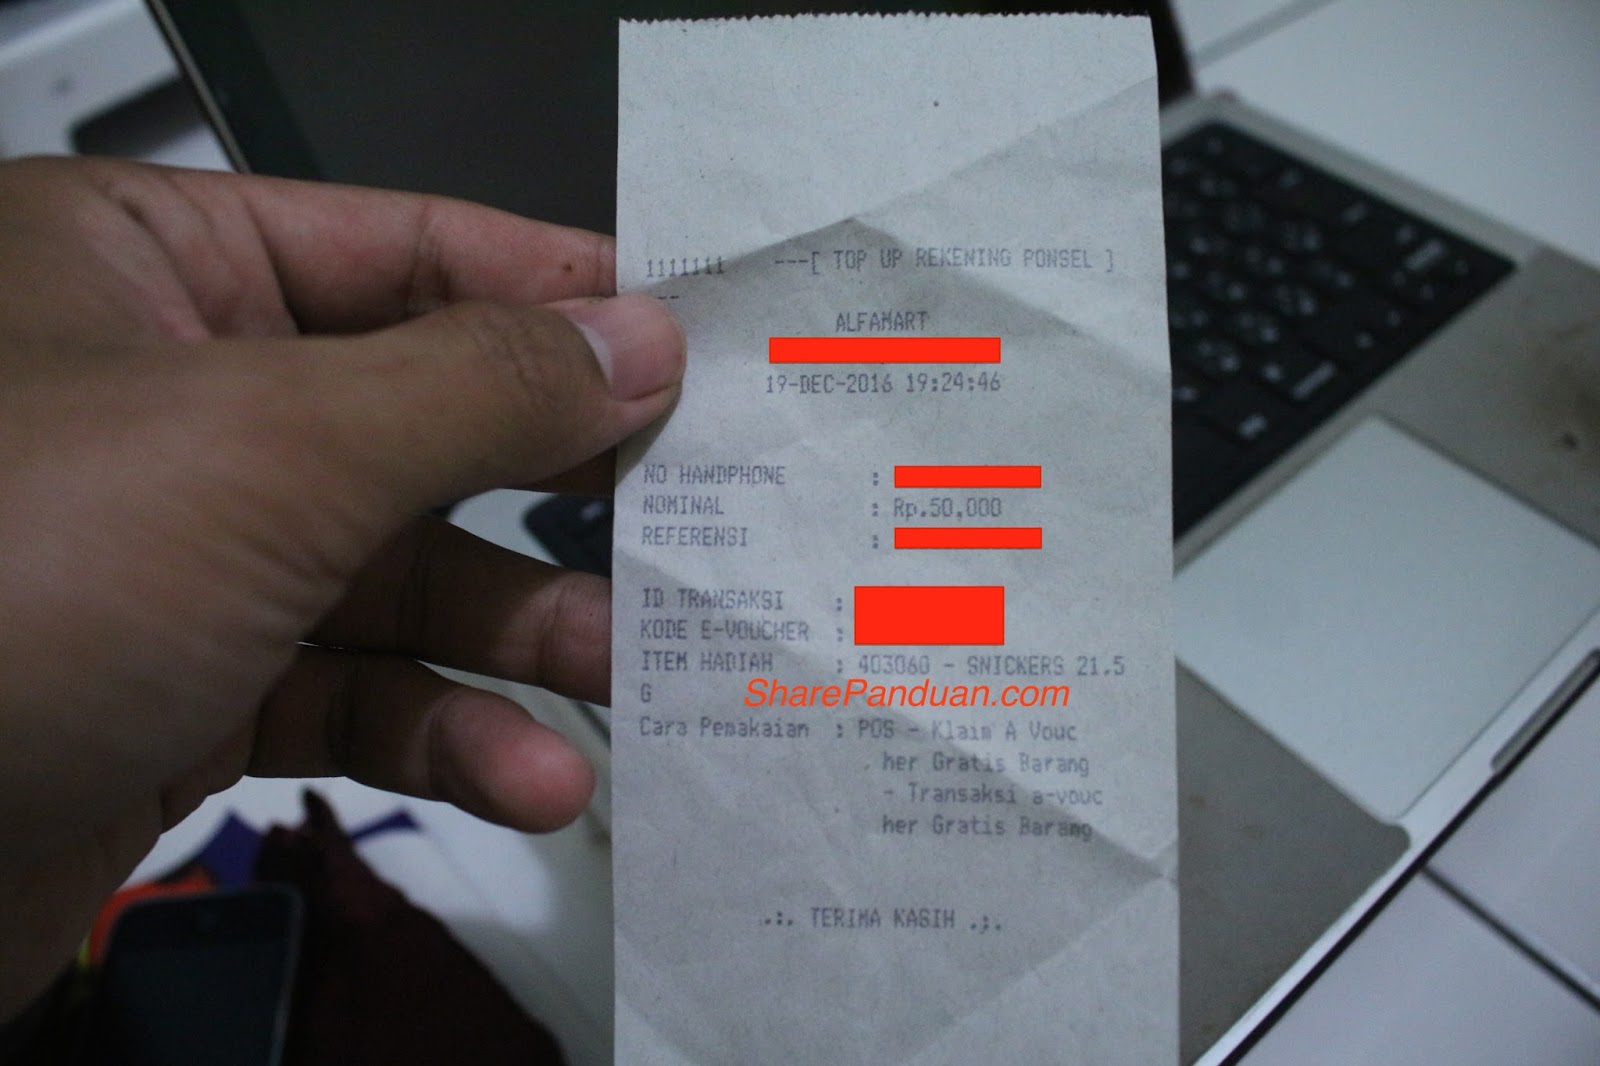 1111111 ---[ TOP UP REKENING PONSEL ]
--
ALFAMART
19-DEC-2016 19:24:46
NO HANDPHONE :
NOMINAL : Rp.50,000
REFERENSI :
ID TRANSAKSI :
KODE E-VOUCHER :
ITEM HADIAH : 403060 - SNICKERS 21.5
G
SharePanduan.com
Cara Pemakaian : POS - Klaim A Vouc
her Gratis Barang
- Transaksi a-vouc
her Gratis Barang
.:. TERIMA KASIH .:.